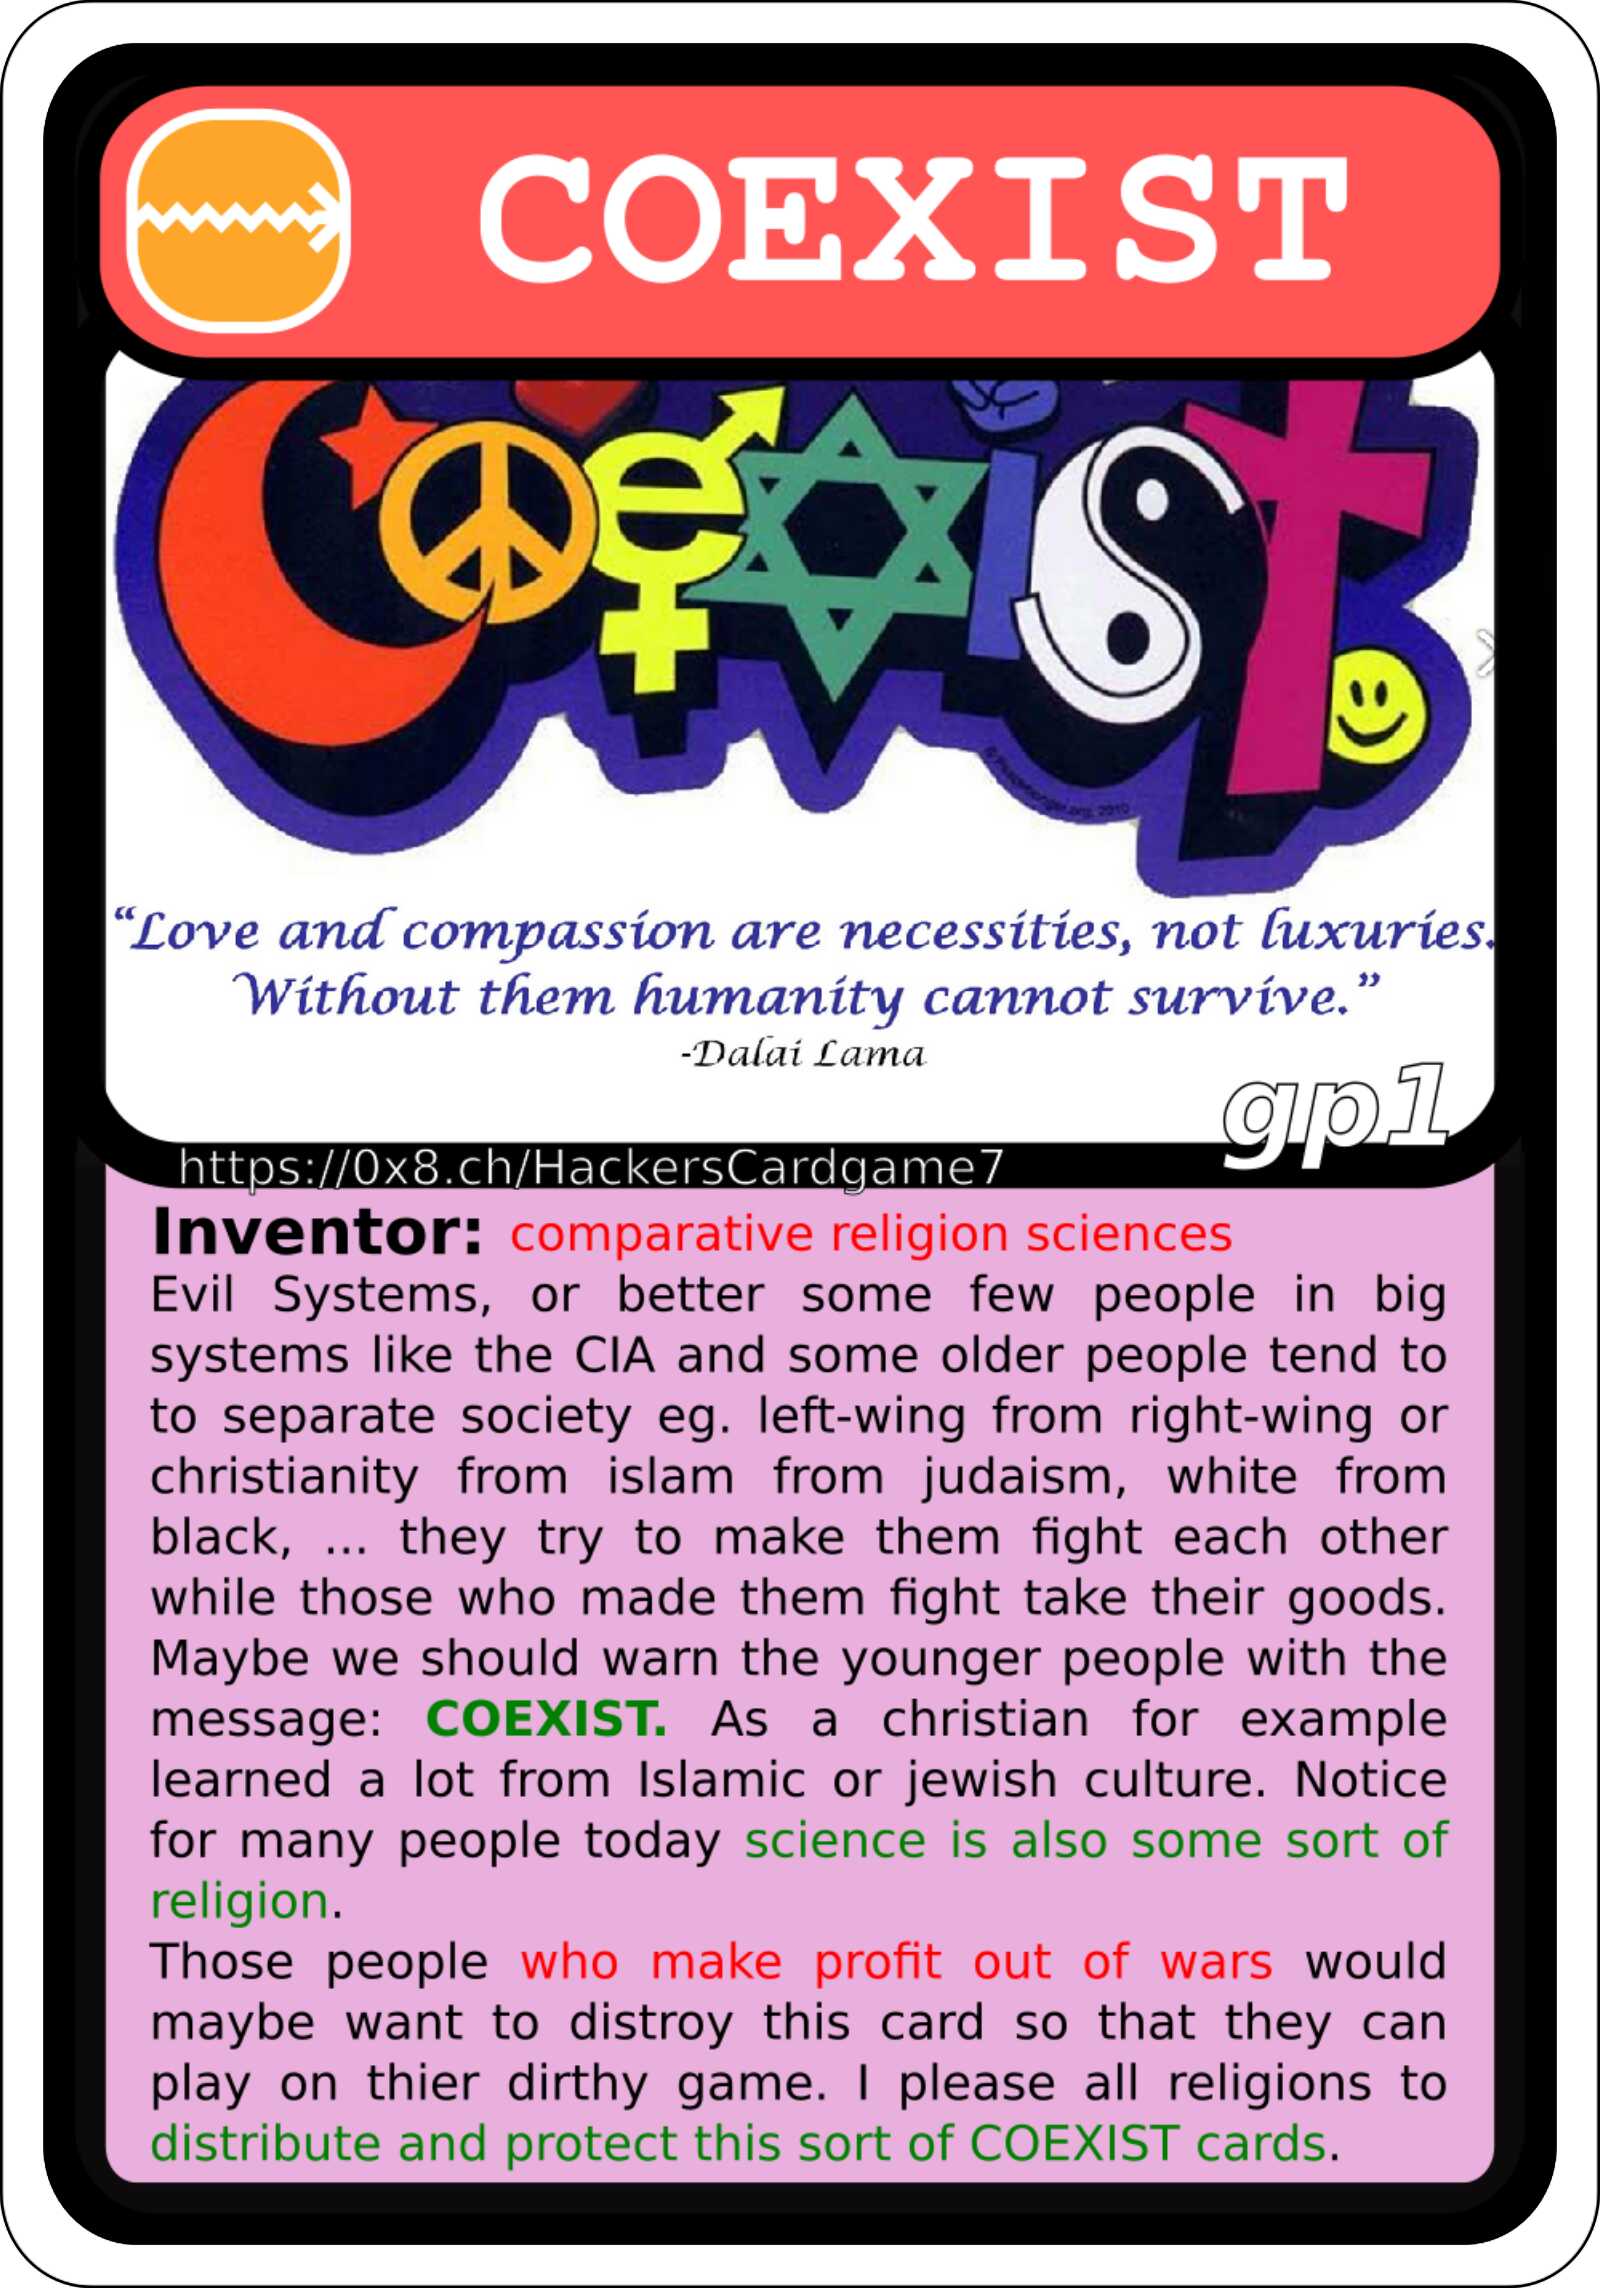 COEXIST
Coexist
“Love and compassion are necessities, not luxuries.
Without them humanity cannot survive.”
-Dalai Lama
gp1
https://0x8.ch/HackersCardgame7
Inventor: comparative religion sciences
Evil Systems, or better some few people in big
systems like the CIA and some older people tend to
to separate society eg. left-wing from right-wing or
christianity from islam from judaism, white from
black, ... they try to make them fight each other
while those who made them fight take their goods.
Maybe we should warn the younger people with the
message: COEXIST. As a christian for example
learned a lot from Islamic or jewish culture. Notice
for many people today science is also some sort of
religion.
Those people who make profit out of wars would
maybe want to distroy this card so that they can
play on thier dirthy game. I please all religions to
distribute and protect this sort of COEXIST cards.